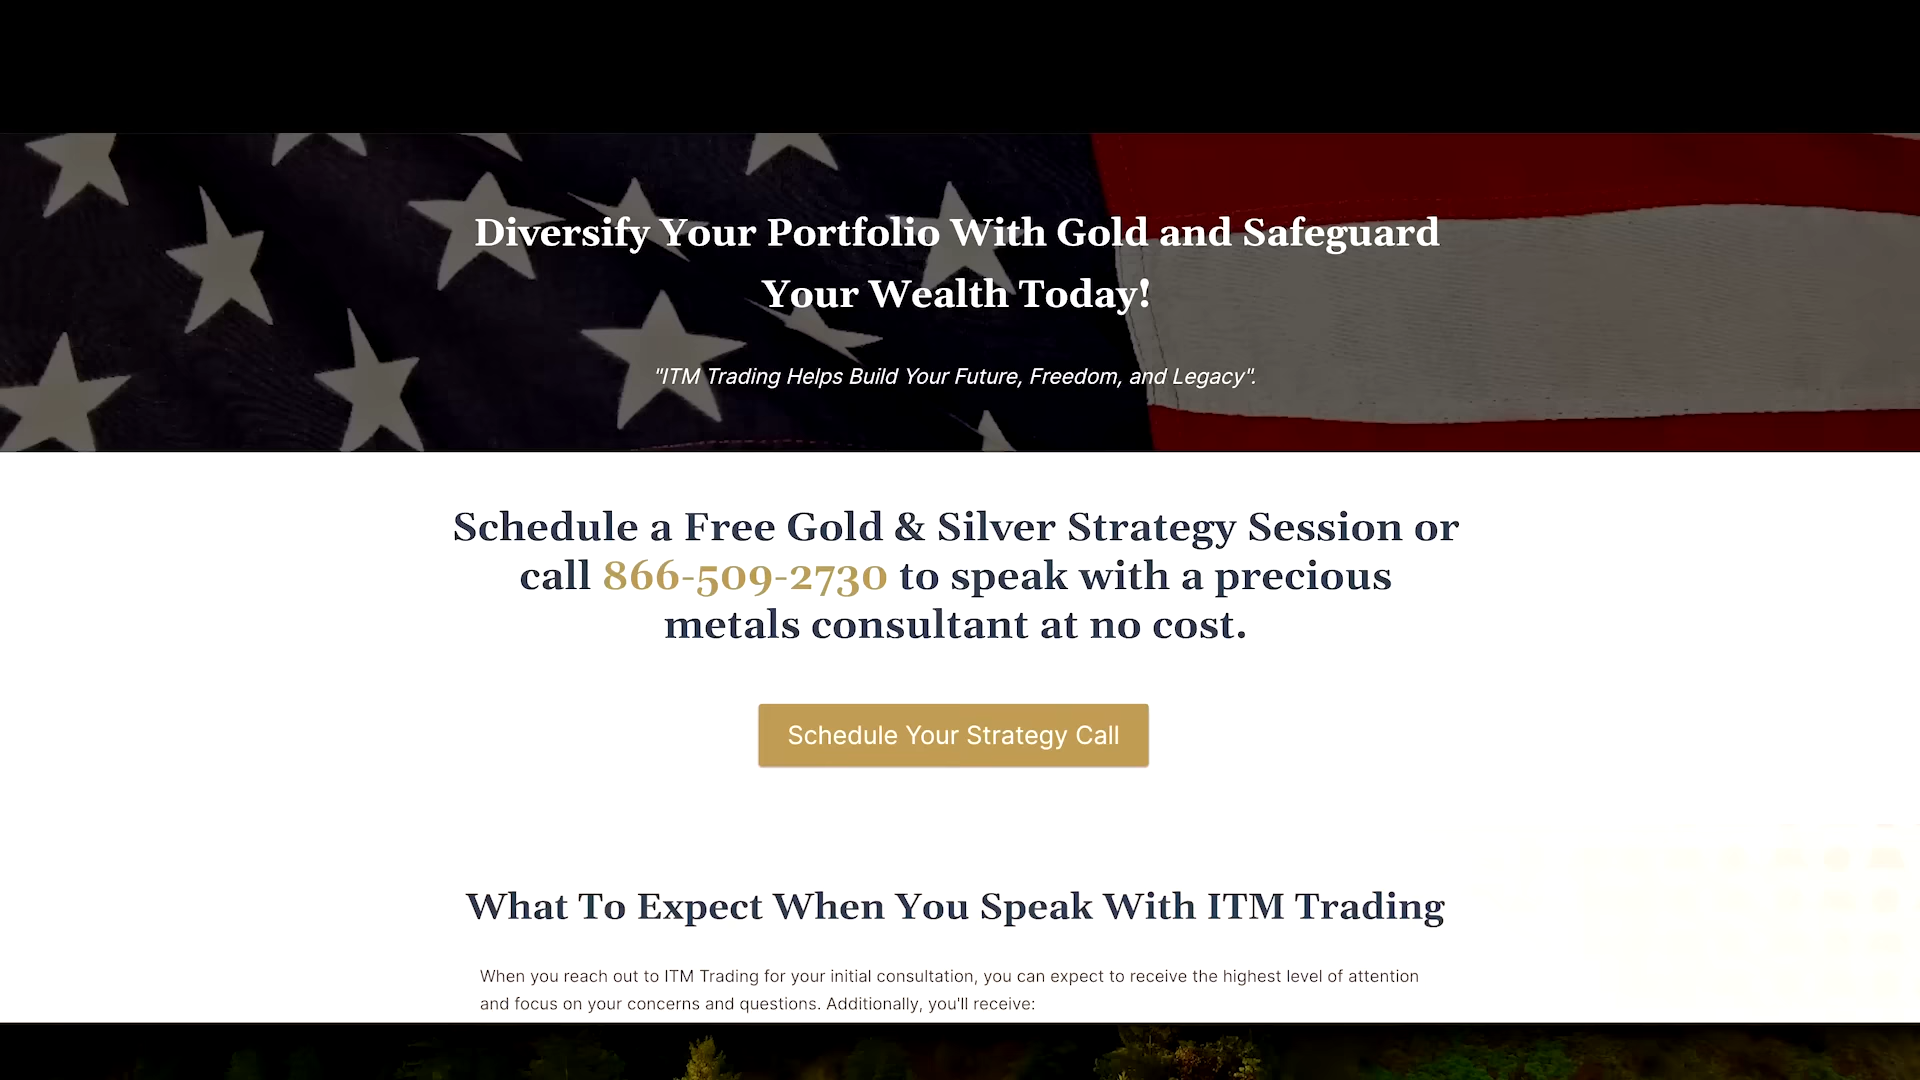 Diversify Your Portfolio With Gold and Safeguard
Your Wealth Today!
"ITM Trading Helps Build Your Future, Freedom, and Legacy".
Schedule a Free Gold & Silver Strategy Session or
call 866-509-2730 to speak with a precious
metals consultant at no cost.
Schedule Your Strategy Call
What To Expect When You Speak With ITM Trading
When you reach out to ITM Trading for your initial consultation, you can expect to receive the highest level of attention
and focus on your concerns and questions. Additionally, you'll receive: